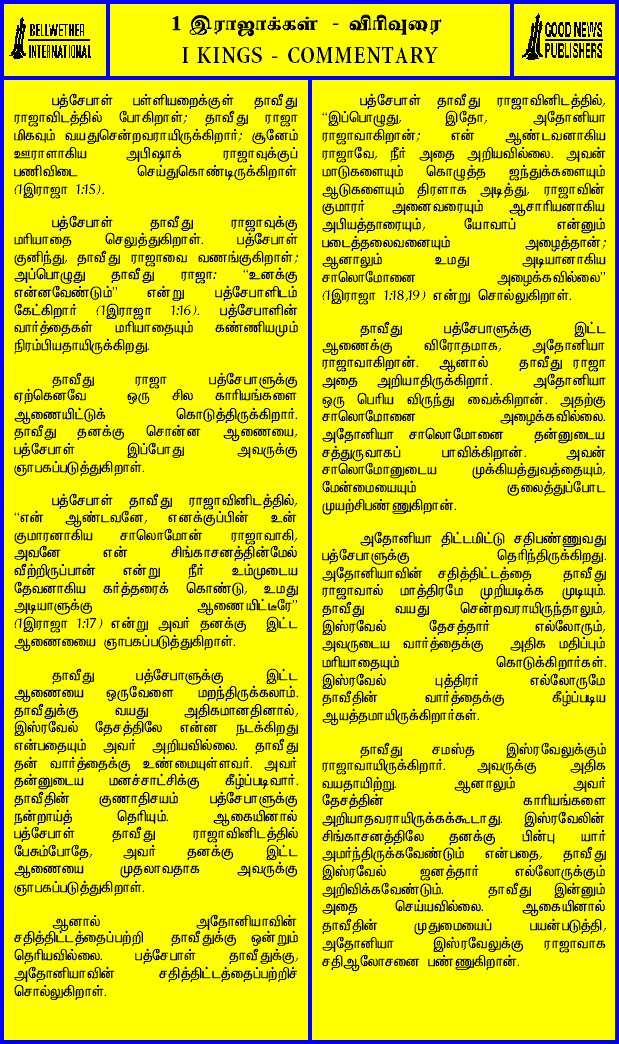 BELLWETHER
INTERNATIONAL
1 இராஜாக்கள் - விரிவுரை
I KINGS - COMMENTARY
GOOD NEWS
PUBLISHERS
பத்சேபாள் பள்ளியறைக்குள் தாவீது
ராஜாவிடத்தில் போகிறாள்; தாவீது ராஜா
மிகவும் வயதுசென்றவராயிருக்கிறார்; சூனேம்
ஊராளாகிய அபிஷாக் ராஜாவுக்குப்
பணிவிடை செய்துகொண்டிருக்கிறாள்
(1இராஜா 1:15).
பத்சேபாள் தாவீது ராஜாவுக்கு
மரியாதை செலுத்துகிறாள். பத்சேபாள்
குனிந்து, தாவீது ராஜாவை வணங்குகிறாள்;
அப்பொழுது தாவீது ராஜா: “உனக்கு
என்னவேண்டும்” என்று பத்சேபாளிடம்
கேட்கிறார் (1இராஜா 1:16). பத்சேபாளின்
வார்த்தைகள் மரியாதையும் கண்ணியமும்
நிரம்பியதாயிருக்கிறது.
தாவீது ராஜா பத்சேபாளுக்கு
ஏற்கெனவே ஒரு சில காரியங்களை
ஆணையிட்டுக் கொடுத்திருக்கிறார்.
தாவீது தனக்கு சொன்ன ஆணையை,
பத்சேபாள் இப்போது அவருக்கு
ஞாபகப்படுத்துகிறாள்.
பத்சேபாள் தாவீது ராஜாவினிடத்தில்,
“என் ஆண்டவனே, எனக்குப்பின் உன்
குமாரனாகிய சாலொமோன் ராஜாவாகி,
அவனே என் சிங்காசனத்தின்மேல்
வீற்றிருப்பான் என்று நீர் உம்முடைய
தேவனாகிய கர்த்தரைக் கொண்டு, உமது
அடியாளுக்கு ஆணையிட்டீரே”
(1இராஜா 1:17) என்று அவர் தனக்கு இட்ட
ஆணையை ஞாபகப்படுத்துகிறாள்.
தாவீது பத்சேபாளுக்கு இட்ட
ஆணையை ஒருவேளை மறந்திருக்கலாம்.
தாவீதுக்கு வயது அதிகமானதினால்,
இஸ்ரவேல் தேசத்திலே என்ன நடக்கிறது
என்பதையும் அவர் அறியவில்லை. தாவீது
தன் வார்த்தைக்கு உண்மையுள்ளவர். அவர்
தன்னுடைய மனச்சாட்சிக்கு கீழ்ப்படிவார்.
தாவீதின் குணாதிசயம் பத்சேபாளுக்கு
நன்றாய்த் தெரியும். ஆகையினால்
பத்சேபாள் தாவீது ராஜாவினிடத்தில்
பேசும்போதே, அவர் தனக்கு இட்ட
ஆணையை முதலாவதாக அவருக்கு
ஞாபகப்படுத்துகிறாள்.
ஆனால் அதோனியாவின்
சதித்திட்டத்தைப்பற்றி தாவீதுக்கு ஒன்றும்
தெரியவில்லை. பத்சேபாள் தாவீதுக்கு,
அதோனியாவின் சதித்திட்டத்தைப்பற்றிச்
சொல்லுகிறாள்.
பத்சேபாள் தாவீது ராஜாவினிடத்தில்,
“இப்பொழுது, இதோ, அதோனியா
ராஜாவாகிறான்; என் ஆண்டவனாகிய
ராஜாவே, நீர் அதை அறியவில்லை. அவன்
மாடுகளையும் கொழுத்த ஜந்துக்களையும்
ஆடுகளையும் திரளாக அடித்து, ராஜாவின்
குமாரர் அனைவரையும் ஆசாரியனாகிய
அபியத்தாரையும், யோவாப் என்னும்
படைத்தலைவனையும் அழைத்தான்;
ஆனாலும் உமது அடியானாகிய
சாலொமோனை அழைக்கவில்லை”
(1இராஜா 1:18,19) என்று சொல்லுகிறாள்.
தாவீது பத்சேபாளுக்கு இட்ட
ஆணைக்கு விரோதமாக, அதோனியா
ராஜாவாகிறான். ஆனால் தாவீது ராஜா
அதை அறியாதிருக்கிறார். அதோனியா
ஒரு பெரிய விருந்து வைக்கிறான். அதற்கு
சாலொமோனை அழைக்கவில்லை.
அதோனியா சாலொமோனை தன்னுடைய
சத்துருவாகப் பாவிக்கிறான். அவன்
சாலொமோனுடைய முக்கியத்துவத்தையும்,
மேன்மையையும் குலைத்துப்போட
முயற்சிபண்ணுகிறான்.
அதோனியா திட்டமிட்டு சதிபண்ணுவது
பத்சேபாளுக்கு தெரிந்திருக்கிறது.
அதோனியாவின் சதித்திட்டத்தை தாவீது
ராஜாவால் மாத்திரமே முறியடிக்க முடியும்.
தாவீது வயது சென்றவராயிருந்தாலும்,
இஸ்ரவேல் தேசத்தார் எல்லோரும்,
அவருடைய வார்த்தைக்கு அதிக மதிப்பும்
மரியாதையும் கொடுக்கிறார்கள்.
இஸ்ரவேல் புத்திரர் எல்லோருமே
தாவீதின் வார்த்தைக்கு கீழ்ப்படிய
ஆயத்தமாயிருக்கிறார்கள்.
தாவீது சமஸ்த இஸ்ரவேலுக்கும்
ராஜாவாயிருக்கிறார். அவருக்கு அதிக
வயதாயிற்று. ஆனாலும் அவர்
தேசத்தின் காரியங்களை
அறியாதவராயிருக்கக்கூடாது. இஸ்ரவேலின்
சிங்காசனத்திலே தனக்கு பின்பு யார்
அமர்ந்திருக்கவேண்டும் என்பதை, தாவீது
இஸ்ரவேல் ஜனத்தார் எல்லோருக்கும்
அறிவிக்கவேண்டும். தாவீது இன்னும்
அதை செய்யவில்லை. ஆகையினால்
தாவீதின் முதுமையைப் பயன்படுத்தி,
அதோனியா இஸ்ரவேலுக்கு ராஜாவாக
சதிஆலோசனை பண்ணுகிறான்.